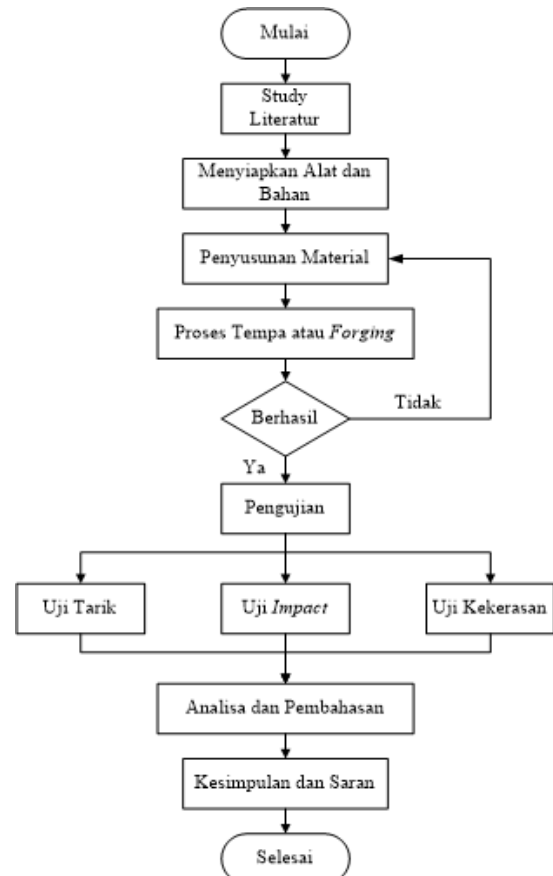 Mulai
Study
Literatur
Menyiapkan Alat dan
Bahan
Penyusunan Material
Proses Tempa atau Forging
Berhasil
Tidak
Ya
Pengujian
Uji Tarik
Uji Impact
Uji Kekerasan
Analisa dan Pembahasan
Kesimpulan dan Saran
Selesai